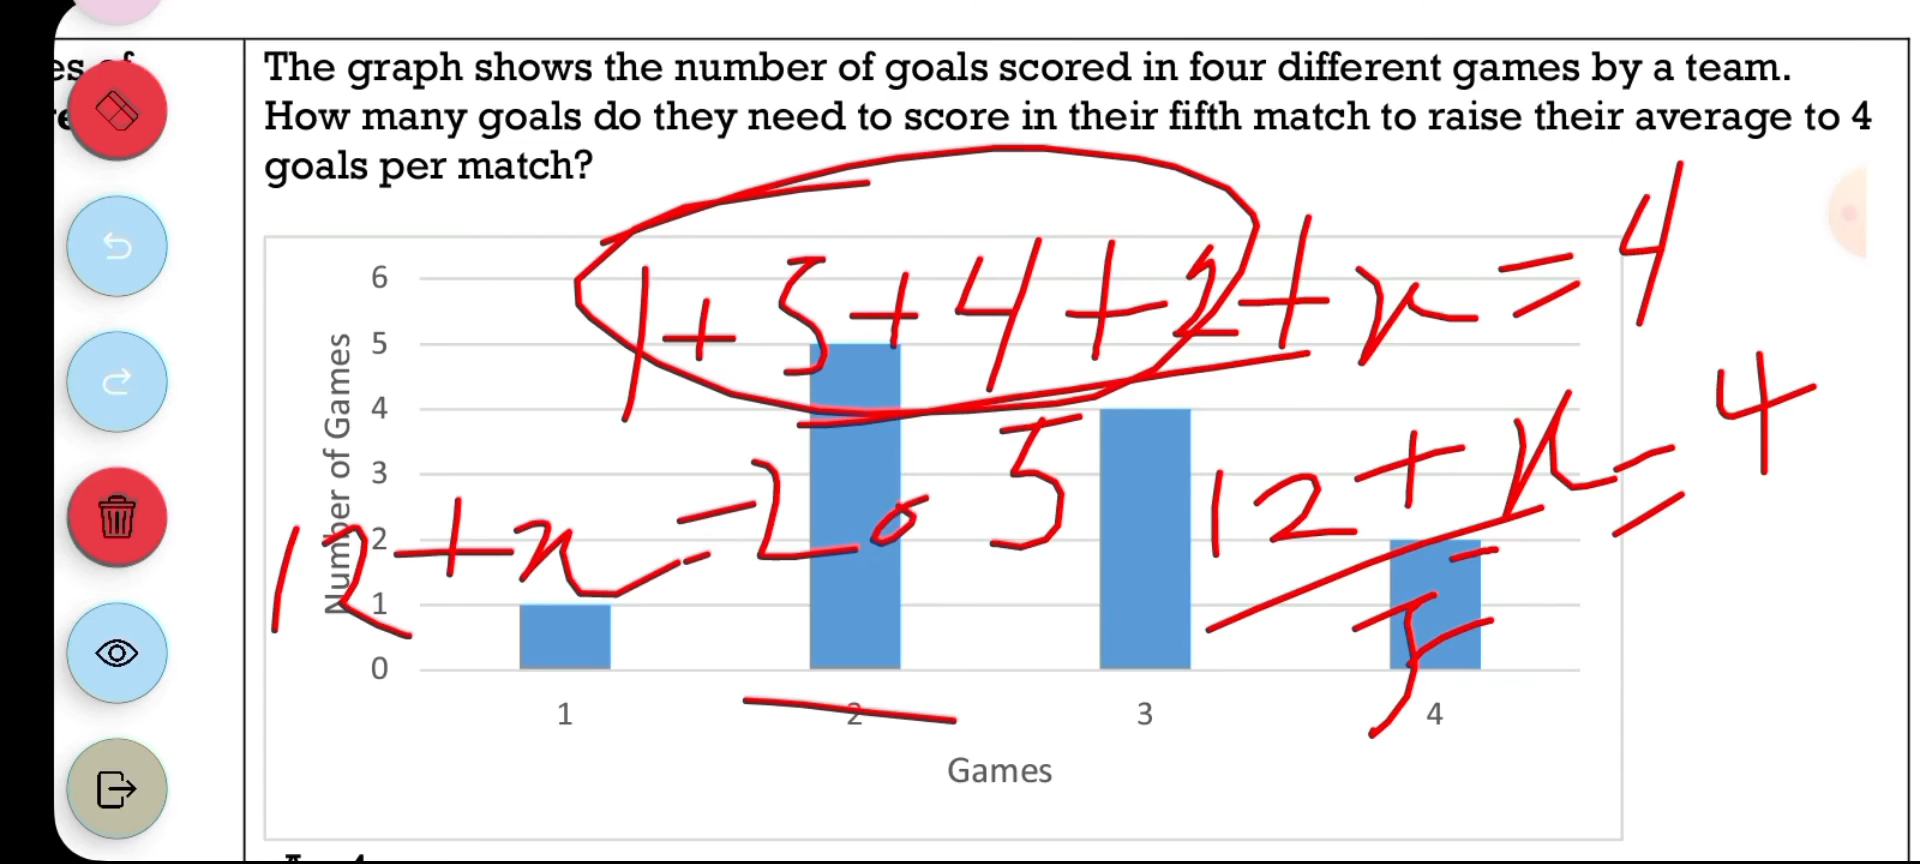 es of
The graph shows the number of goals scored in four different games by a team.
How many goals do they need to score in their fifth match to raise their average to 4
goals per match?
1+5+4+2+x=4
5
12+x=4
5
12+x=20
Number of Games
6
5
4
3
2
1
0
1 2 3 4
Games